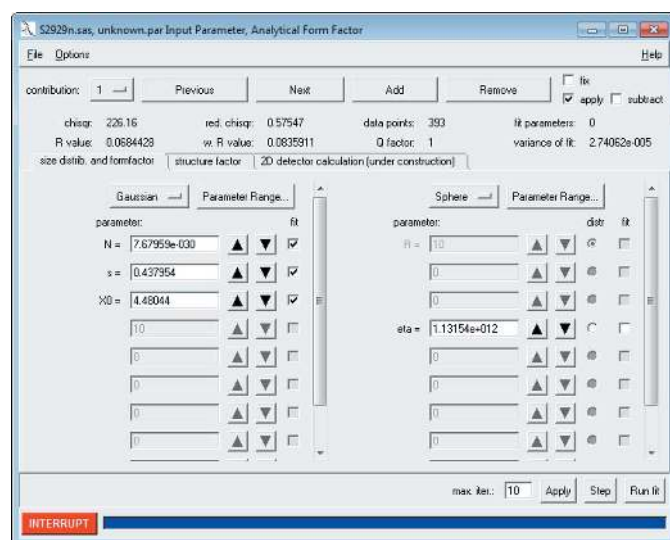 S2929n.sas, unknown.par Input Parameter, Analytical Form Factor
File Options Help
contribution: 1 Previous Next Add Remove fix
apply subtract
chisqr: 226.16 red. chisqr: 0.57547 data points: 393 fit parameters: 0
R value: 0.0684428 w. R value: 0.0835911 Q factor: 1 variance of fit: 2.74062e-005
size distrib. and formfactor structure factor 2D detector calculation (under construction)
Gaussian Parameter Range... Sphere Parameter Range...
parameter: fit parameter: distr fit
N = 7.67959e-030 R = 10
s = 0.437954 0
X0 = 4.48044 0
10 eta = 1.13154e+012
0 0
0 0
0 0
0 0
max. iter.: 10 Apply Step Run fit
INTERRUPT